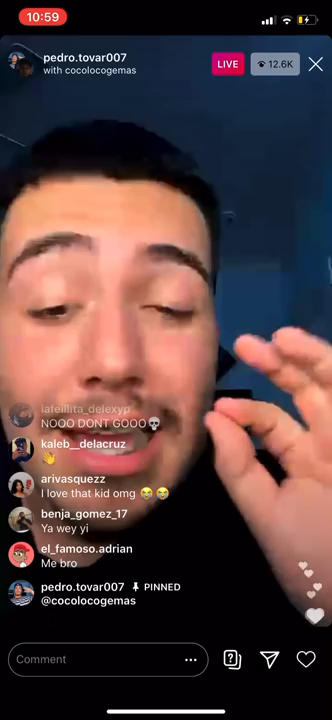 10:59
pedro.tovar007
with cocolocogemas
LIVE
12.6K
iafeillita_delexyp
NOOO DONT GOOO💀
kaleb__delacruz
👋
arivasquezz
I love that kid omg 😭😭
benja_gomez_17
Ya wey yi
el_famoso.adrian
Me bro
pedro.tovar007 📌 PINNED
@cocolocogemas
Comment